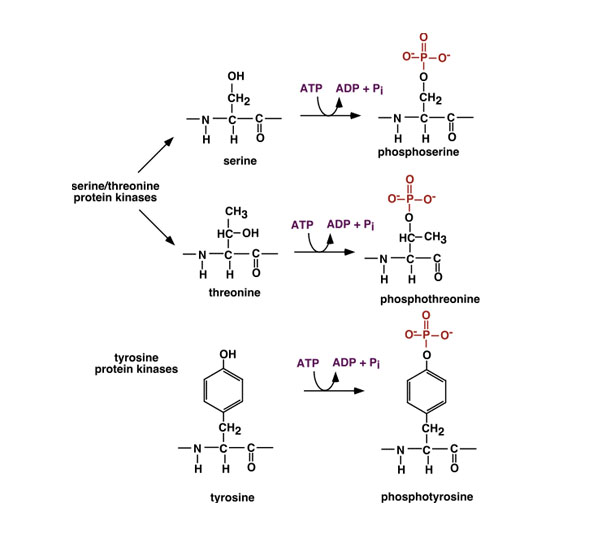 serine/threonine
protein kinases
OH
CH2
N C C
H H O
serine
ATP ADP + Pi
O
O- P O-
O
CH2
N C C
H H O
phosphoserine
CH3
HC OH
N C C
H H O
threonine
ATP ADP + Pi
O
O- P O-
O
HC CH3
N C C
H H O
phosphothreonine
tyrosine
protein kinases
OH
CH2
N C C
H H O
tyrosine
ATP ADP + Pi
O
O- P O-
O
CH2
N C C
H H O
phosphotyrosine